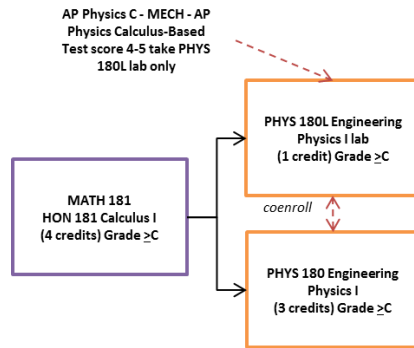 AP Physics C - MECH - AP
Physics Calculus-Based
Test score 4-5 take PHYS
180L lab only
PHYS 180L Engineering
Physics I lab
(1 credit) Grade >C
MATH 181
HON 181 Calculus I
(4 credits) Grade >C
coenroll
PHYS 180 Engineering
Physics I
(3 credits) Grade >C